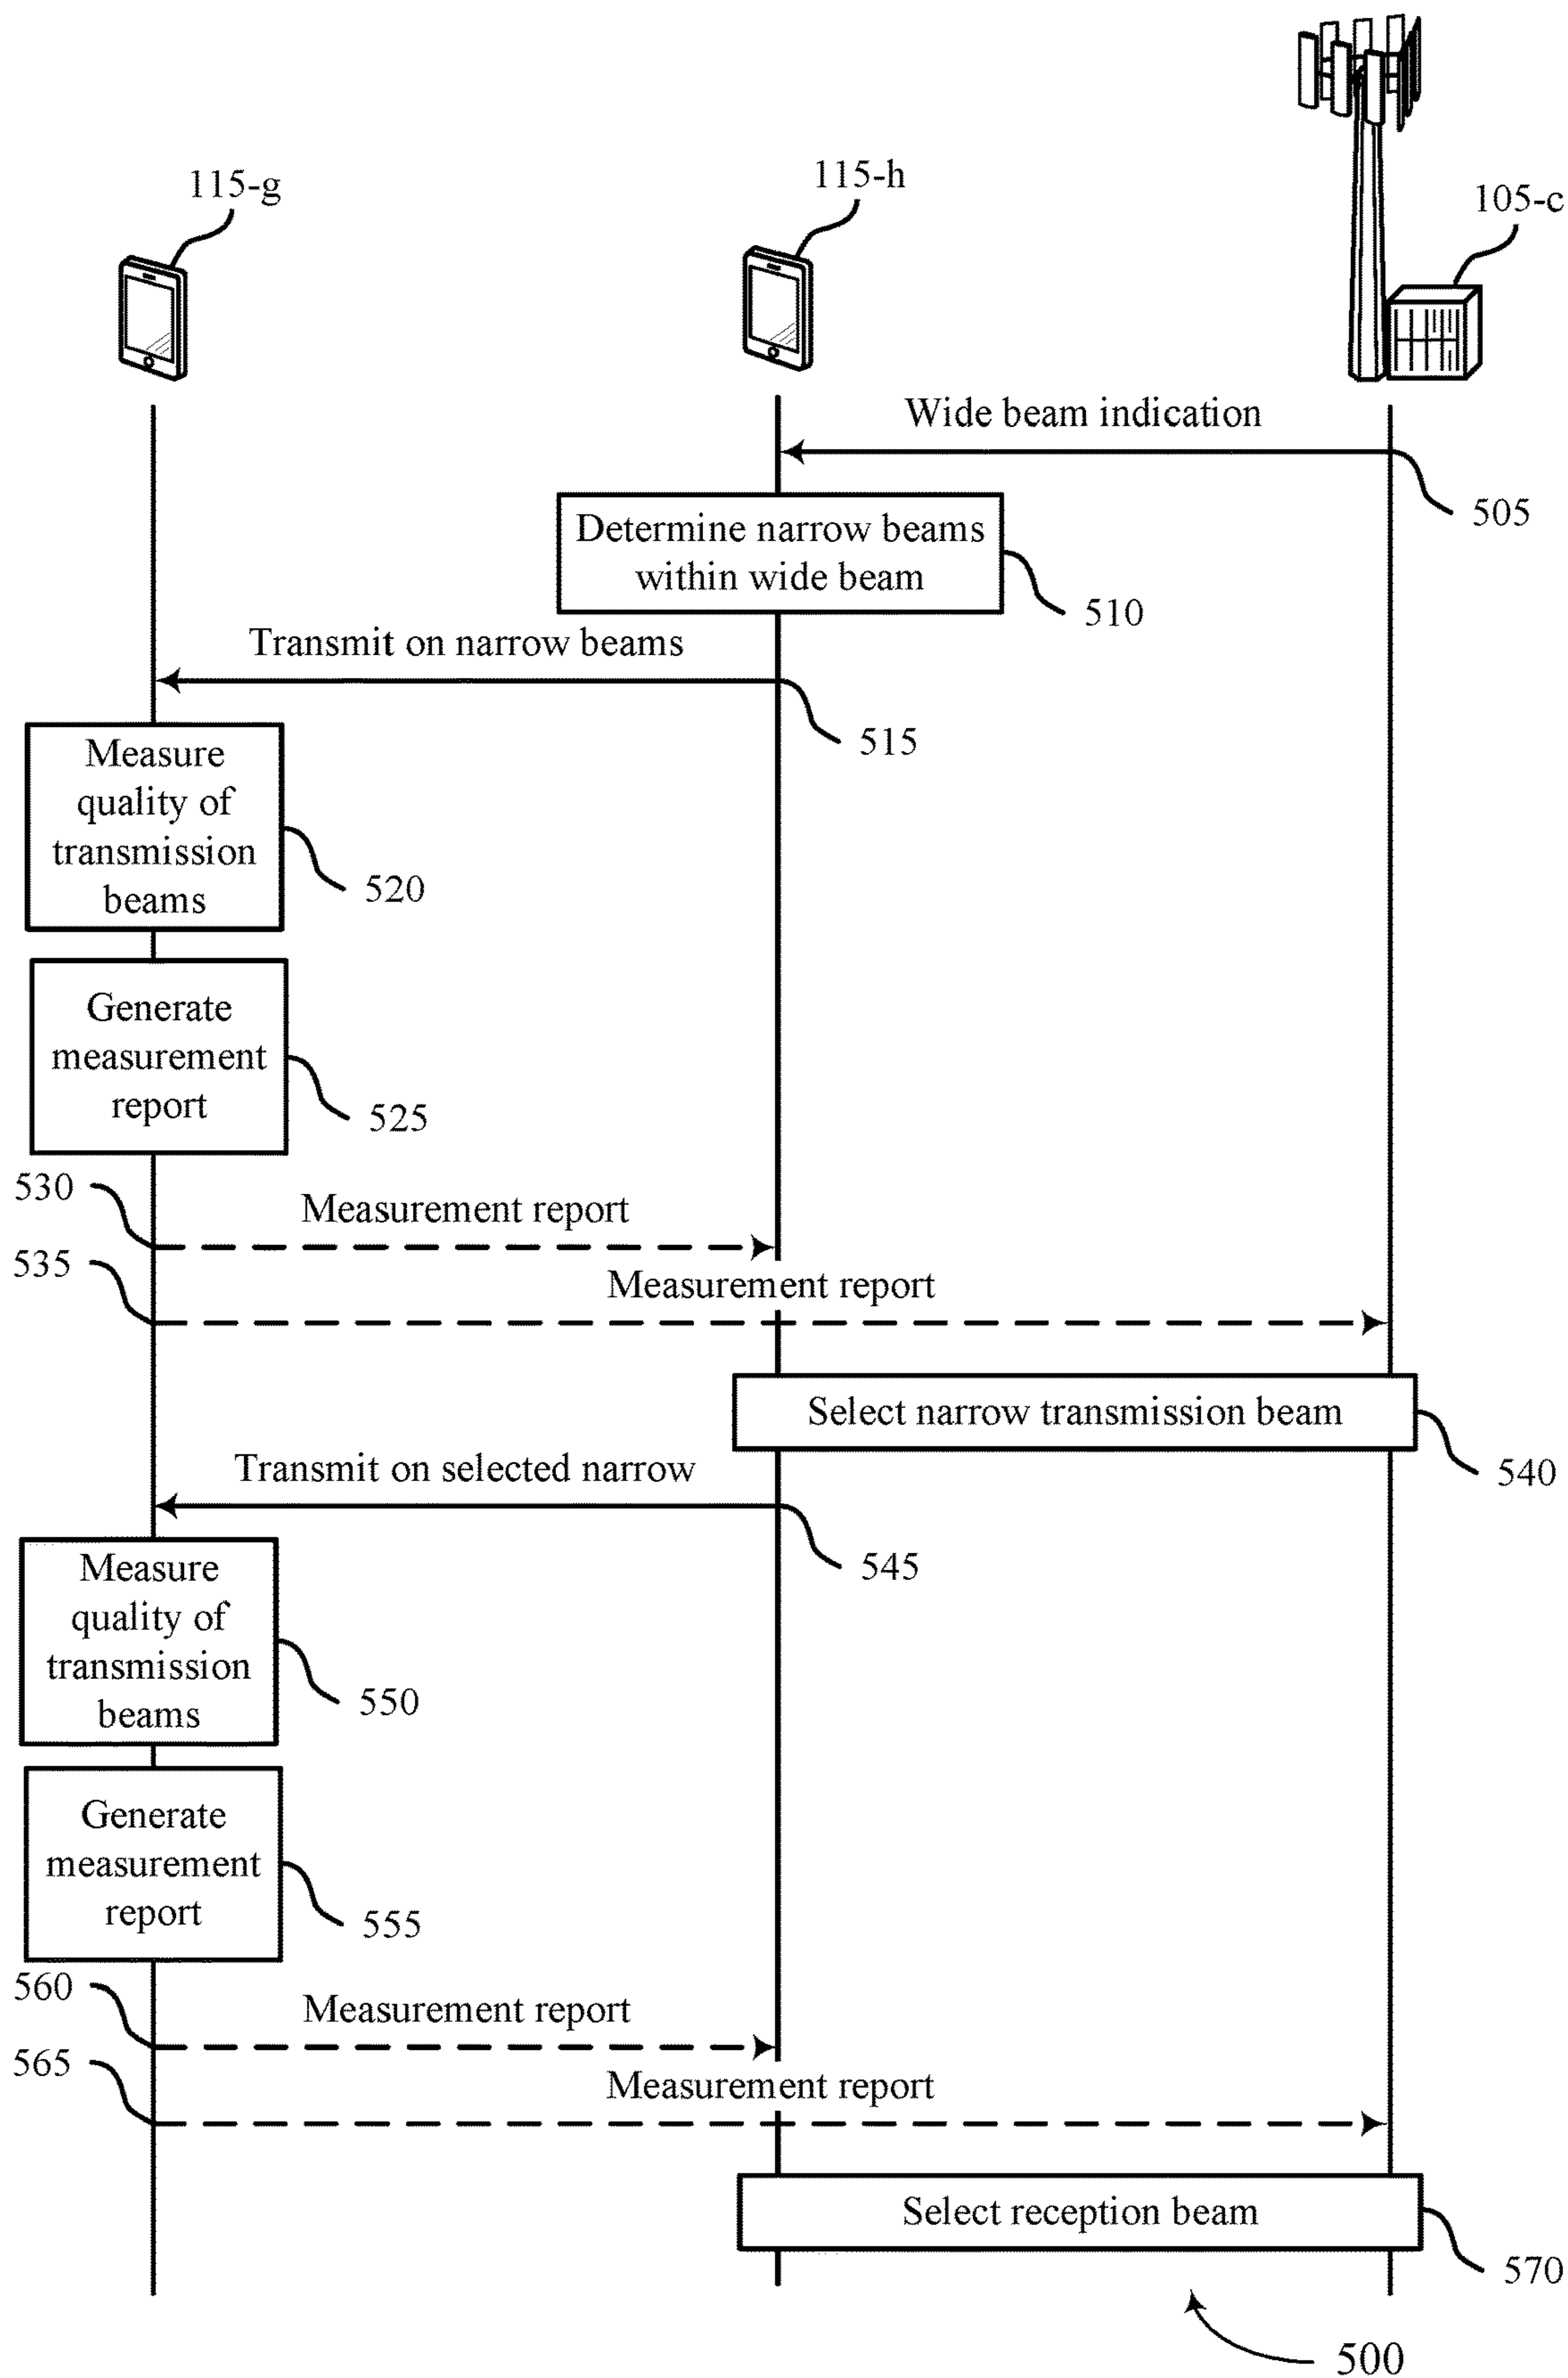 115-g
115-h
105-c
Wide beam indication
505
Determine narrow beams
within wide beam
510
Transmit on narrow beams
515
Measure
quality of
transmission
beams
520
Generate
measurement
report
525
530
Measurement report
535
Measurement report
Select narrow transmission beam
540
Transmit on selected narrow
545
Measure
quality of
transmission
beams
550
Generate
measurement
report
555
560
Measurement report
565
Measurement report
Select reception beam
570
500